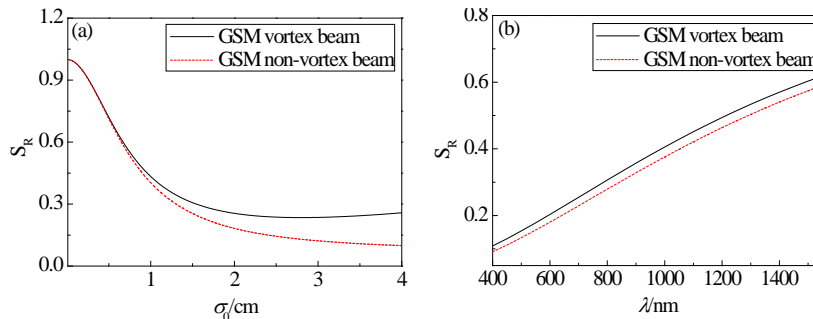 (a)
GSM vortex beam
GSM non-vortex beam
S_R
1.2
0.9
0.6
0.3
0.0
1
2
3
4
σ₀/cm
(b)
GSM vortex beam
GSM non-vortex beam
S_R
0.8
0.6
0.4
0.2
400
600
800
1000
1200
1400
λ/nm